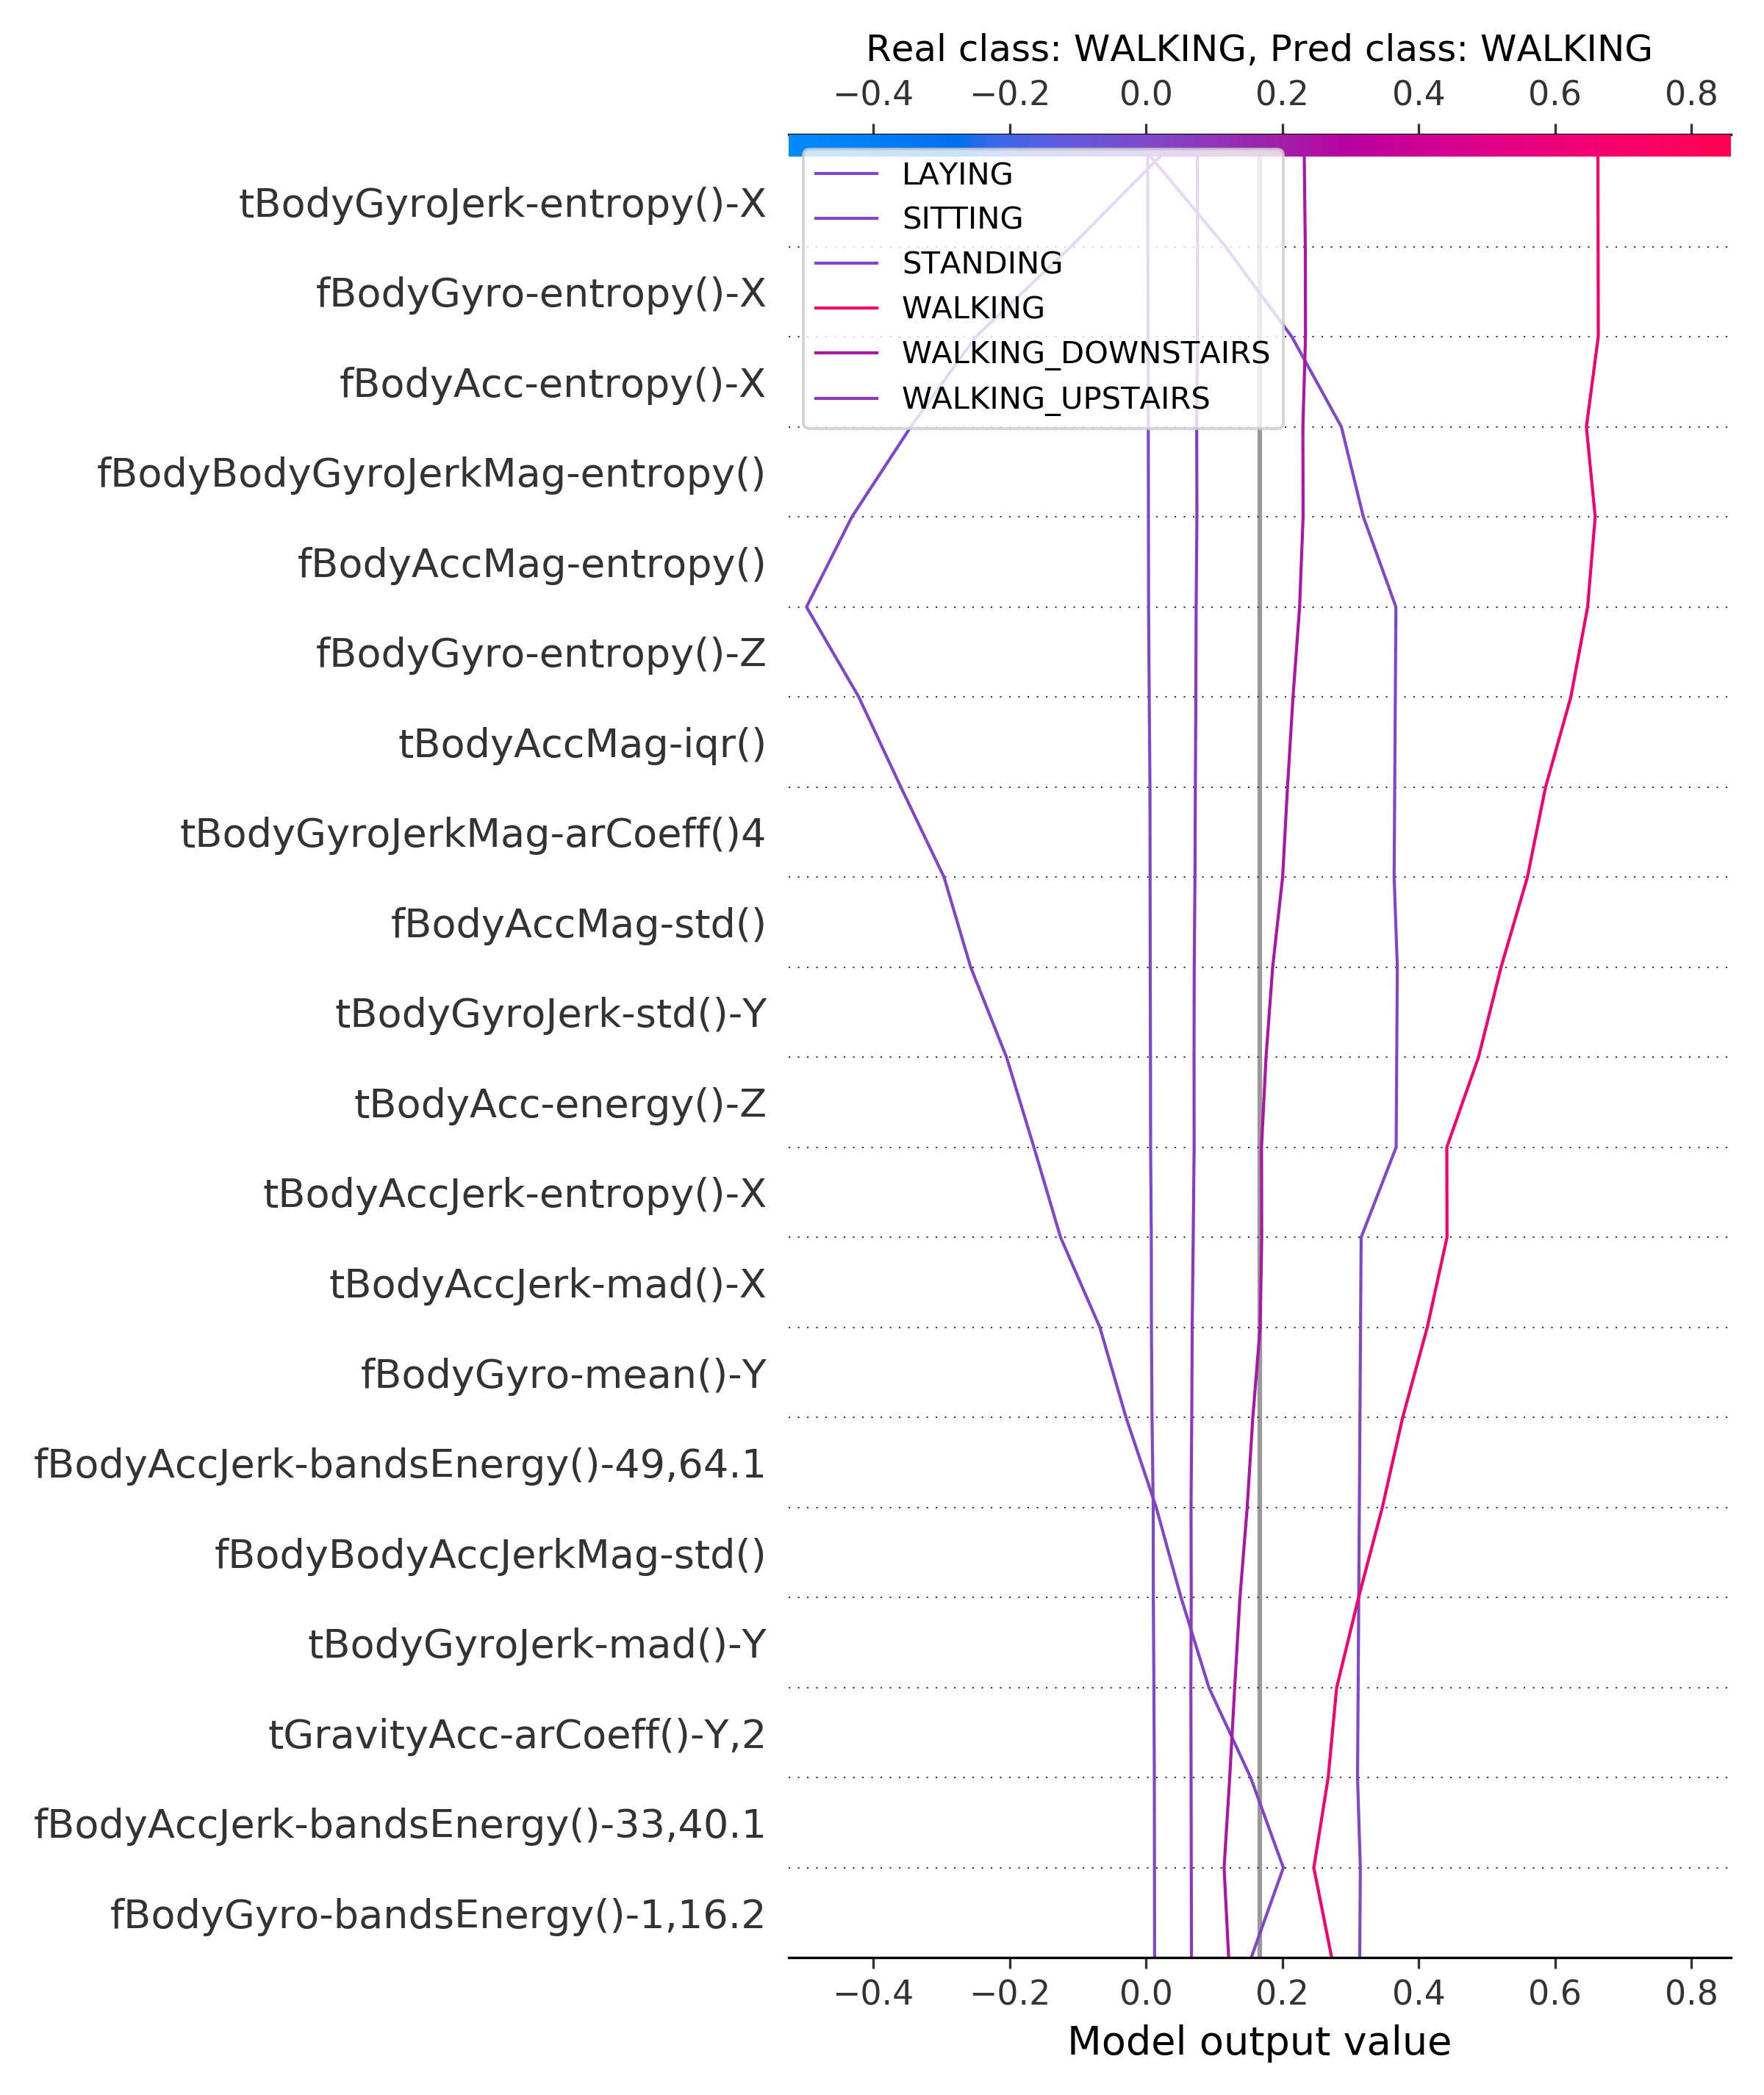 Real class: WALKING, Pred class: WALKING
−0.4 −0.2 0.0 0.2 0.4 0.6 0.8
LAYING
SITTING
STANDING
WALKING
WALKING_DOWNSTAIRS
WALKING_UPSTAIRS
tBodyGyroJerk-entropy()-X
fBodyGyro-entropy()-X
fBodyAcc-entropy()-X
fBodyBodyGyroJerkMag-entropy()
fBodyAccMag-entropy()
fBodyGyro-entropy()-Z
tBodyAccMag-iqr()
tBodyGyroJerkMag-arCoeff()4
fBodyAccMag-std()
tBodyGyroJerk-std()-Y
tBodyAcc-energy()-Z
tBodyAccJerk-entropy()-X
tBodyAccJerk-mad()-X
fBodyGyro-mean()-Y
fBodyAccJerk-bandsEnergy()-49,64.1
fBodyBodyAccJerkMag-std()
tBodyGyroJerk-mad()-Y
tGravityAcc-arCoeff()-Y,2
fBodyAccJerk-bandsEnergy()-33,40.1
fBodyGyro-bandsEnergy()-1,16.2
−0.4 −0.2 0.0 0.2 0.4 0.6 0.8
Model output value